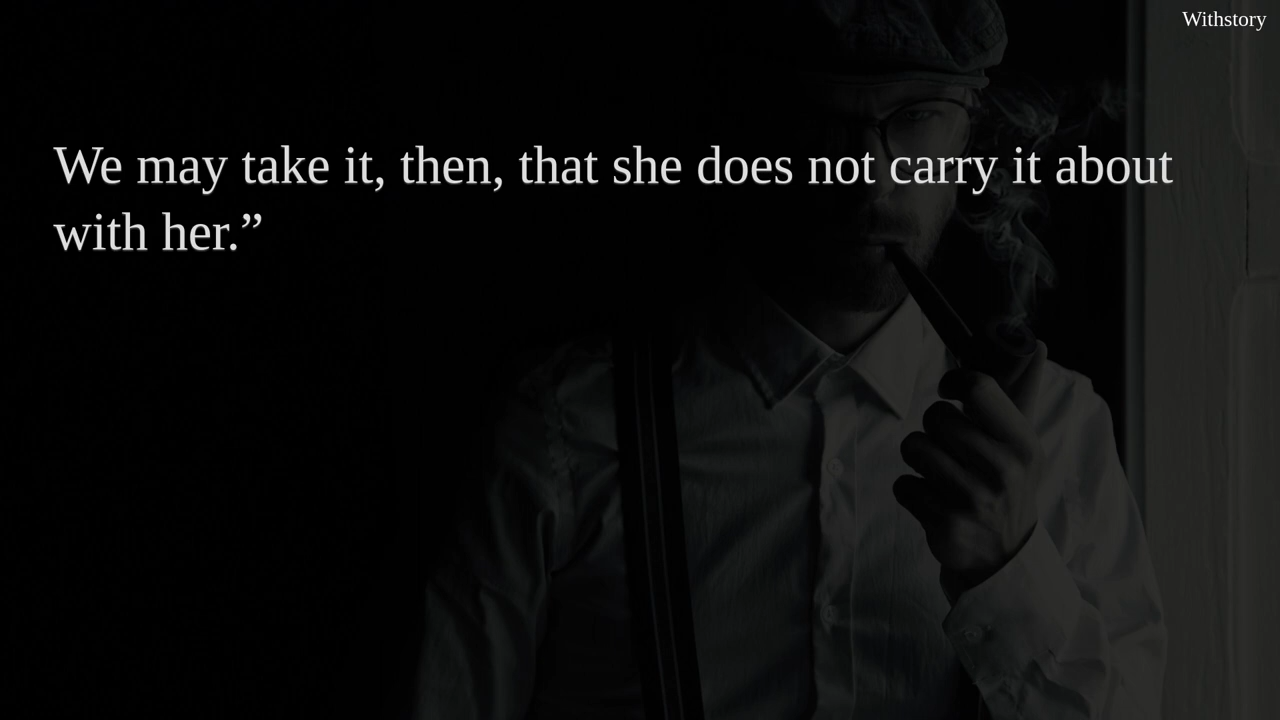 Withstory
We may take it, then, that she does not carry it about
with her.”